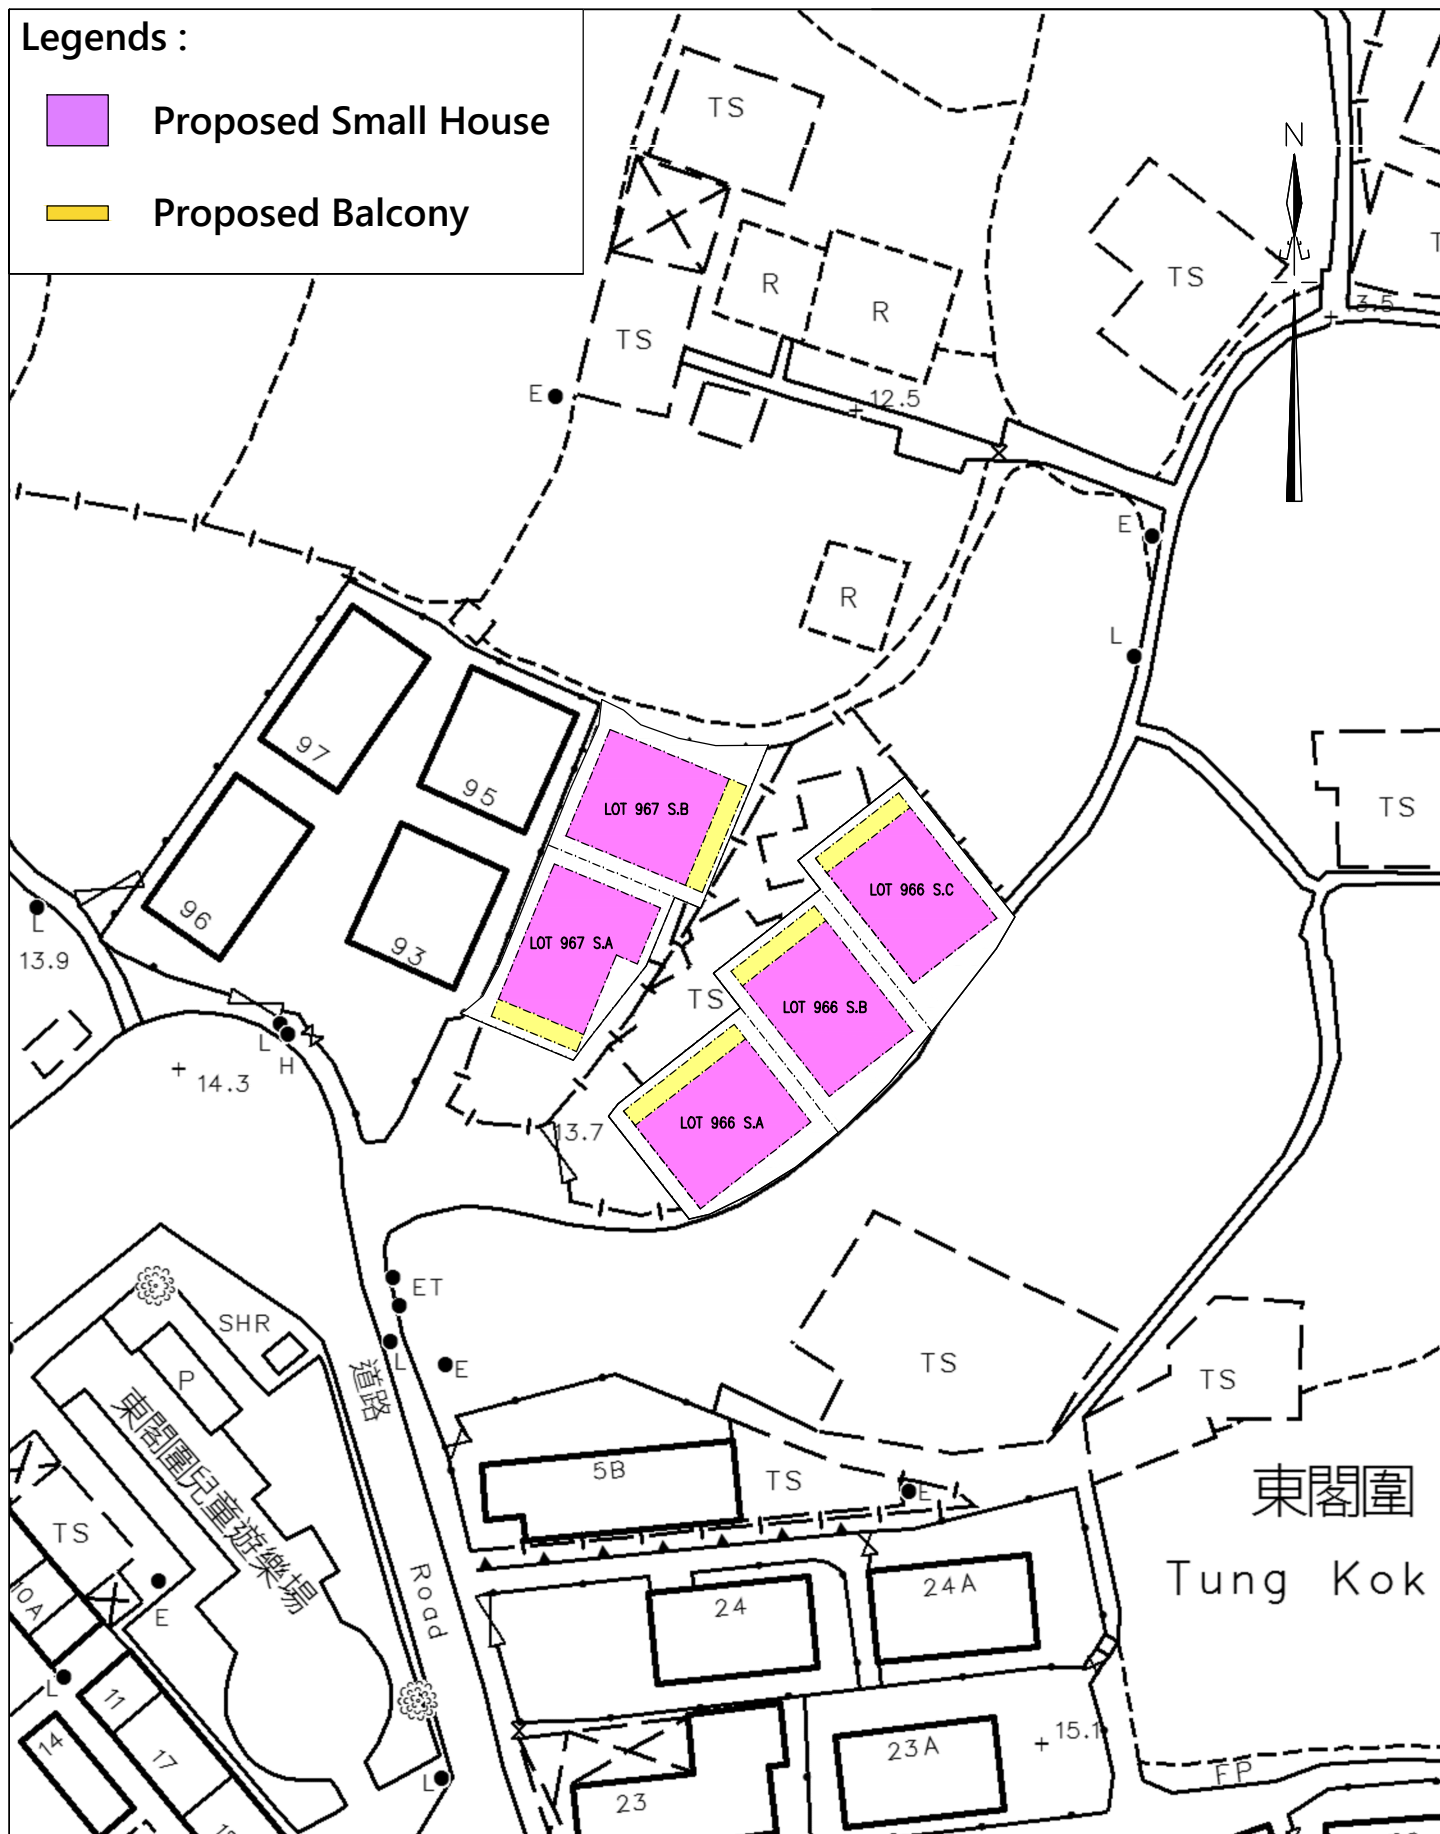 Legends :
Proposed Small House
Proposed Balcony
N
TS
R
R
TS
TS
13.5
E
12.5
E
R
L
97
95
LOT 967 S.B
TS
96
93
LOT 967 S.A
LOT 966 S.C
L
13.9
TS
LOT 966 S.B
L
H
14.3
13.7
LOT 966 S.A
ET
SHR
L
E
道路
P
TS
TS
東閣圍兒童遊樂場
5B
TS
E
東閣圍
TS
Tung Kok
10A
E
Road
24
24A
L
11
14
17
L
23
23A
15.1
FP